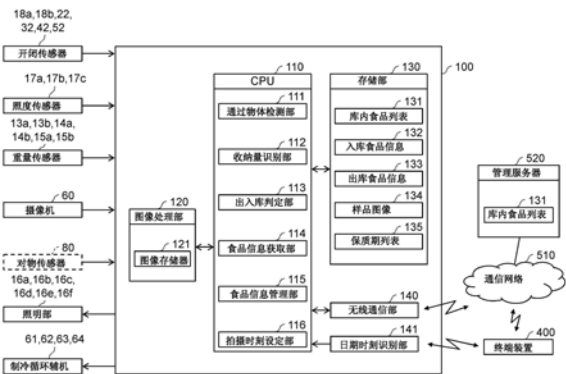 18a,18b,22,
32,42,52
开闭传感器
17a,17b,17c
照度传感器
13a,13b,14a,
14b,15a,15b
重量传感器
60
摄像机
80
对物传感器
16a,16b,16c,
16d,16e,16f
照明部
61,62,63,64
制冷循环辅机
100
120
图像处理部
121
图像存储器
110
CPU
111
通过物体检测部
112
收纳量识别部
113
出入库判定部
114
食品信息获取部
115
食品信息管理部
116
拍摄时刻设定部
130
存储部
131
库内食品列表
132
入库食品信息
133
出库食品信息
134
样品图像
135
保质期列表
140
无线通信部
141
日期时刻识别部
520
管理服务器
131
库内食品列表
510
通信网络
400
终端装置